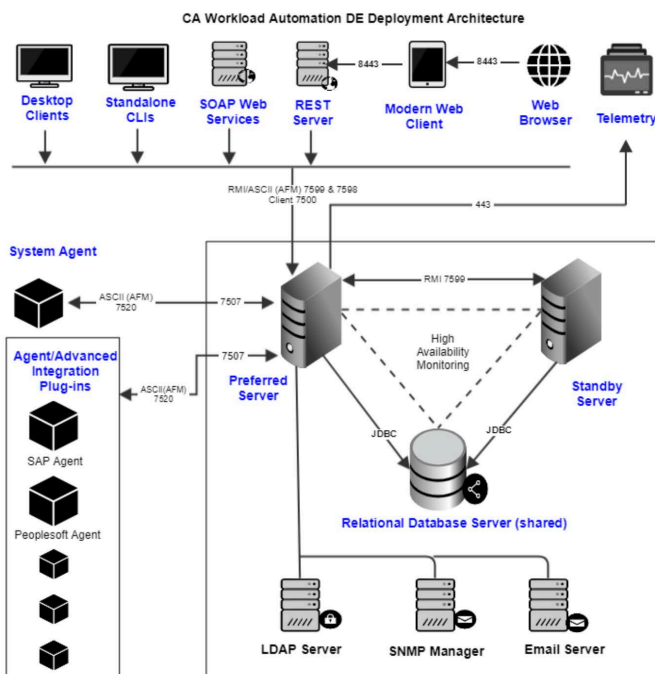 CA Workload Automation DE Deployment Architecture
8443
8443
Desktop
Clients
Standalone
CLIs
SOAP Web
Services
REST
Server
Modern Web
Client
Web
Browser
Telemetry
RMI/ASCII (AFM) 7599 & 7598
Client 7500
443
System Agent
ASCII (AFM)
7520
7507
RMI 7599
Agent/Advanced
Integration
Plug-ins
7507
ASCII(AFM)
7520
High
Availability
Monitoring
Preferred
Server
Standby
Server
JDBC
JDBC
SAP Agent
Peoplesoft Agent
Relational Database Server (shared)
LDAP Server
SNMP Manager
Email Server